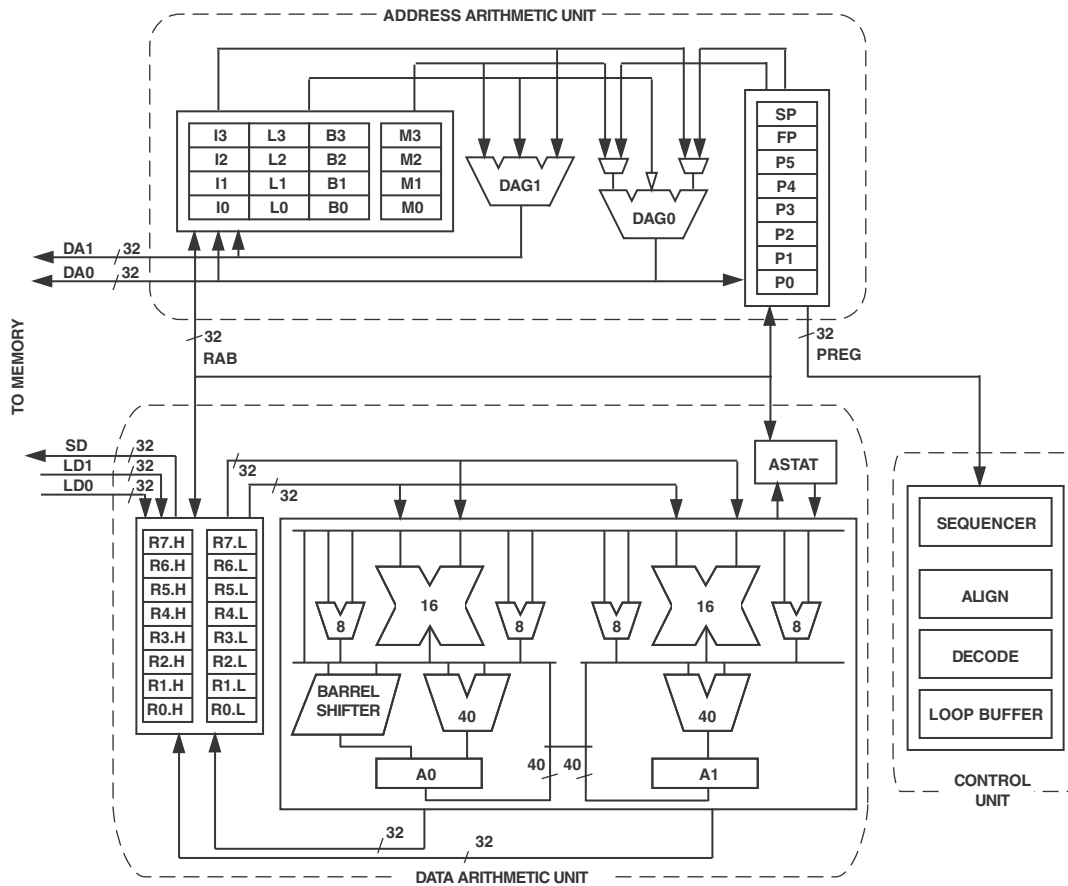 ADDRESS ARITHMETIC UNIT
I3 L3 B3 M3
I2 L2 B2 M2
I1 L1 B1 M1
I0 L0 B0 M0
DAG1
DAG0
SP
FP
P5
P4
P3
P2
P1
P0
DA1 32
DA0 32
32
RAB
32
PREG
TO MEMORY
SD 32
LD1 32
LD0 32
32
32
ASTAT
R7.H R7.L
R6.H R6.L
R5.H R5.L
R4.H R4.L
R3.H R3.L
R2.H R2.L
R1.H R1.L
R0.H R0.L
16
8
8
16
8
8
BARREL
SHIFTER
40
40
A0
40
40
A1
32
32
DATA ARITHMETIC UNIT
SEQUENCER
ALIGN
DECODE
LOOP BUFFER
CONTROL
UNIT